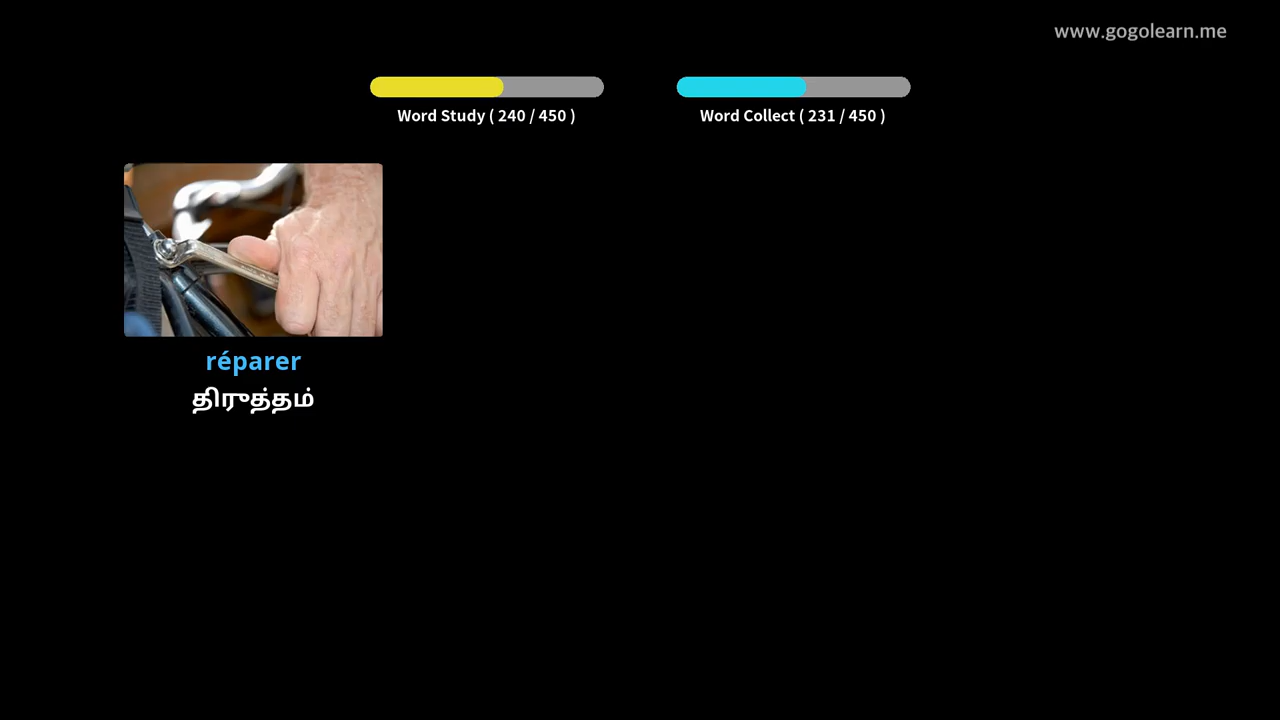 www.gogolearn.me
Word Study ( 240 / 450 )
Word Collect ( 231 / 450 )
réparer
திருத்தம்